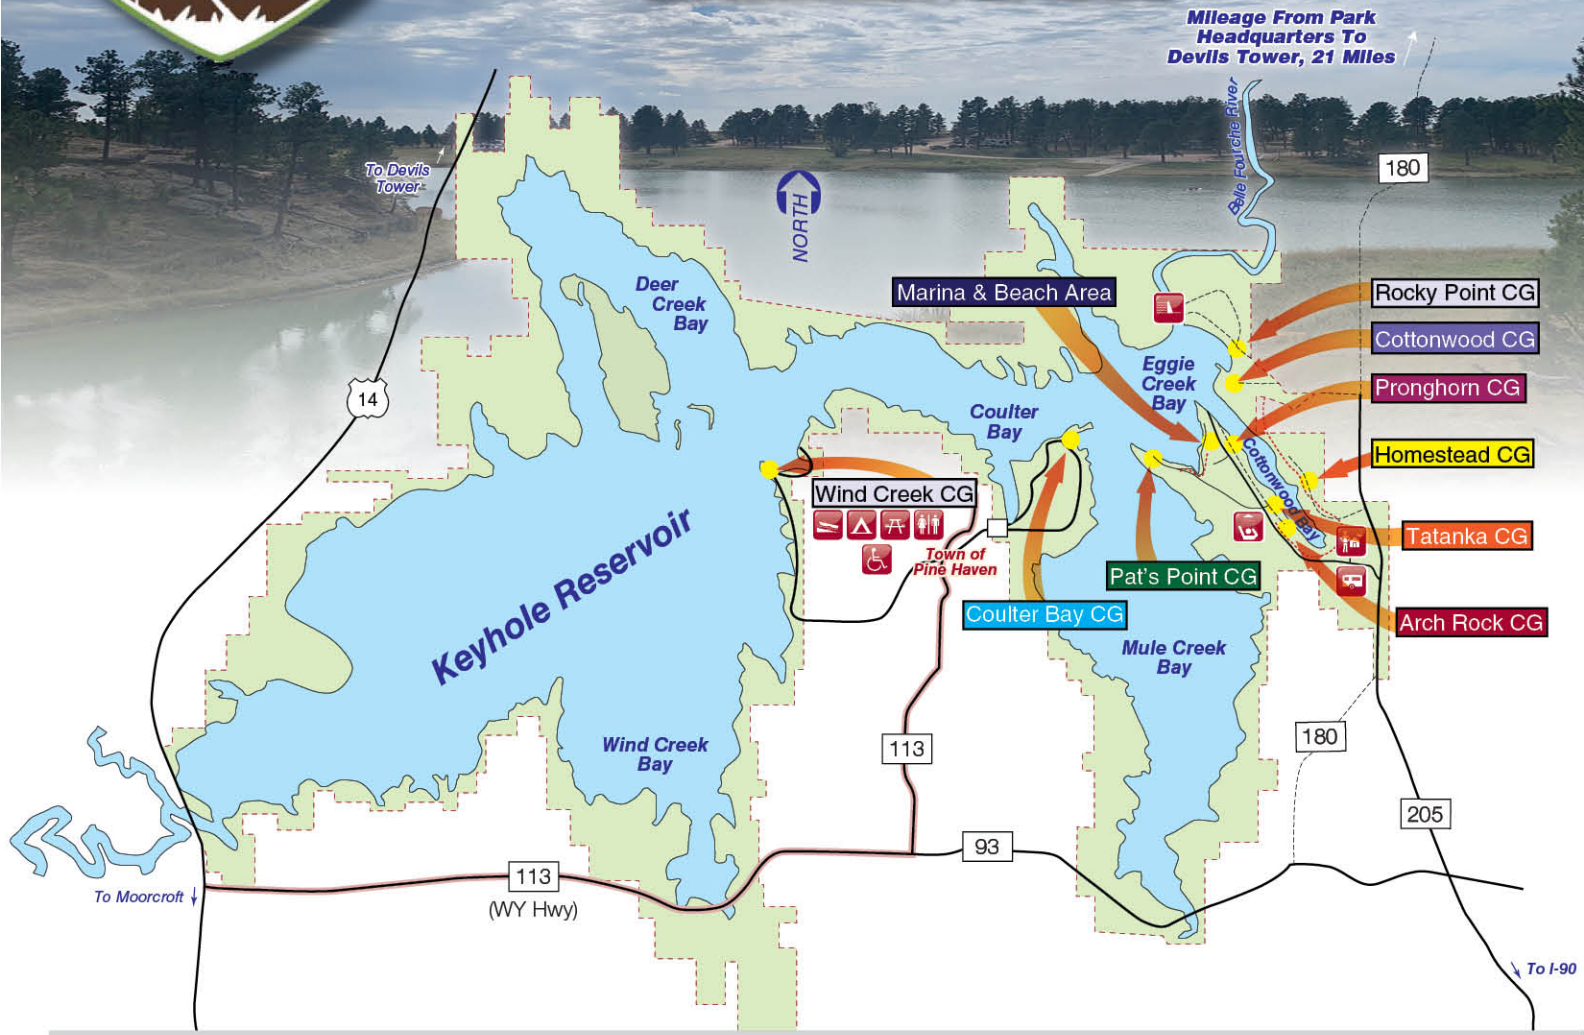 Mileage From Park
Headquarters To
Devils Tower, 21 Miles
Belle Fourche River
180
To Devils
Tower
NORTH
Deer
Creek
Bay
Marina & Beach Area
Rocky Point CG
Cottonwood CG
Eggie
Creek
Bay
Pronghorn CG
14
Coulter
Bay
Homestead CG
Cottonwood Bay
Wind Creek CG
Keyhole Reservoir
Tatanka CG
Town of
Pine Haven
Pat's Point CG
Coulter Bay CG
Arch Rock CG
Mule Creek
Bay
Wind Creek
Bay
113
180
205
93
113
(WY Hwy)
To Moorcroft
To I-90